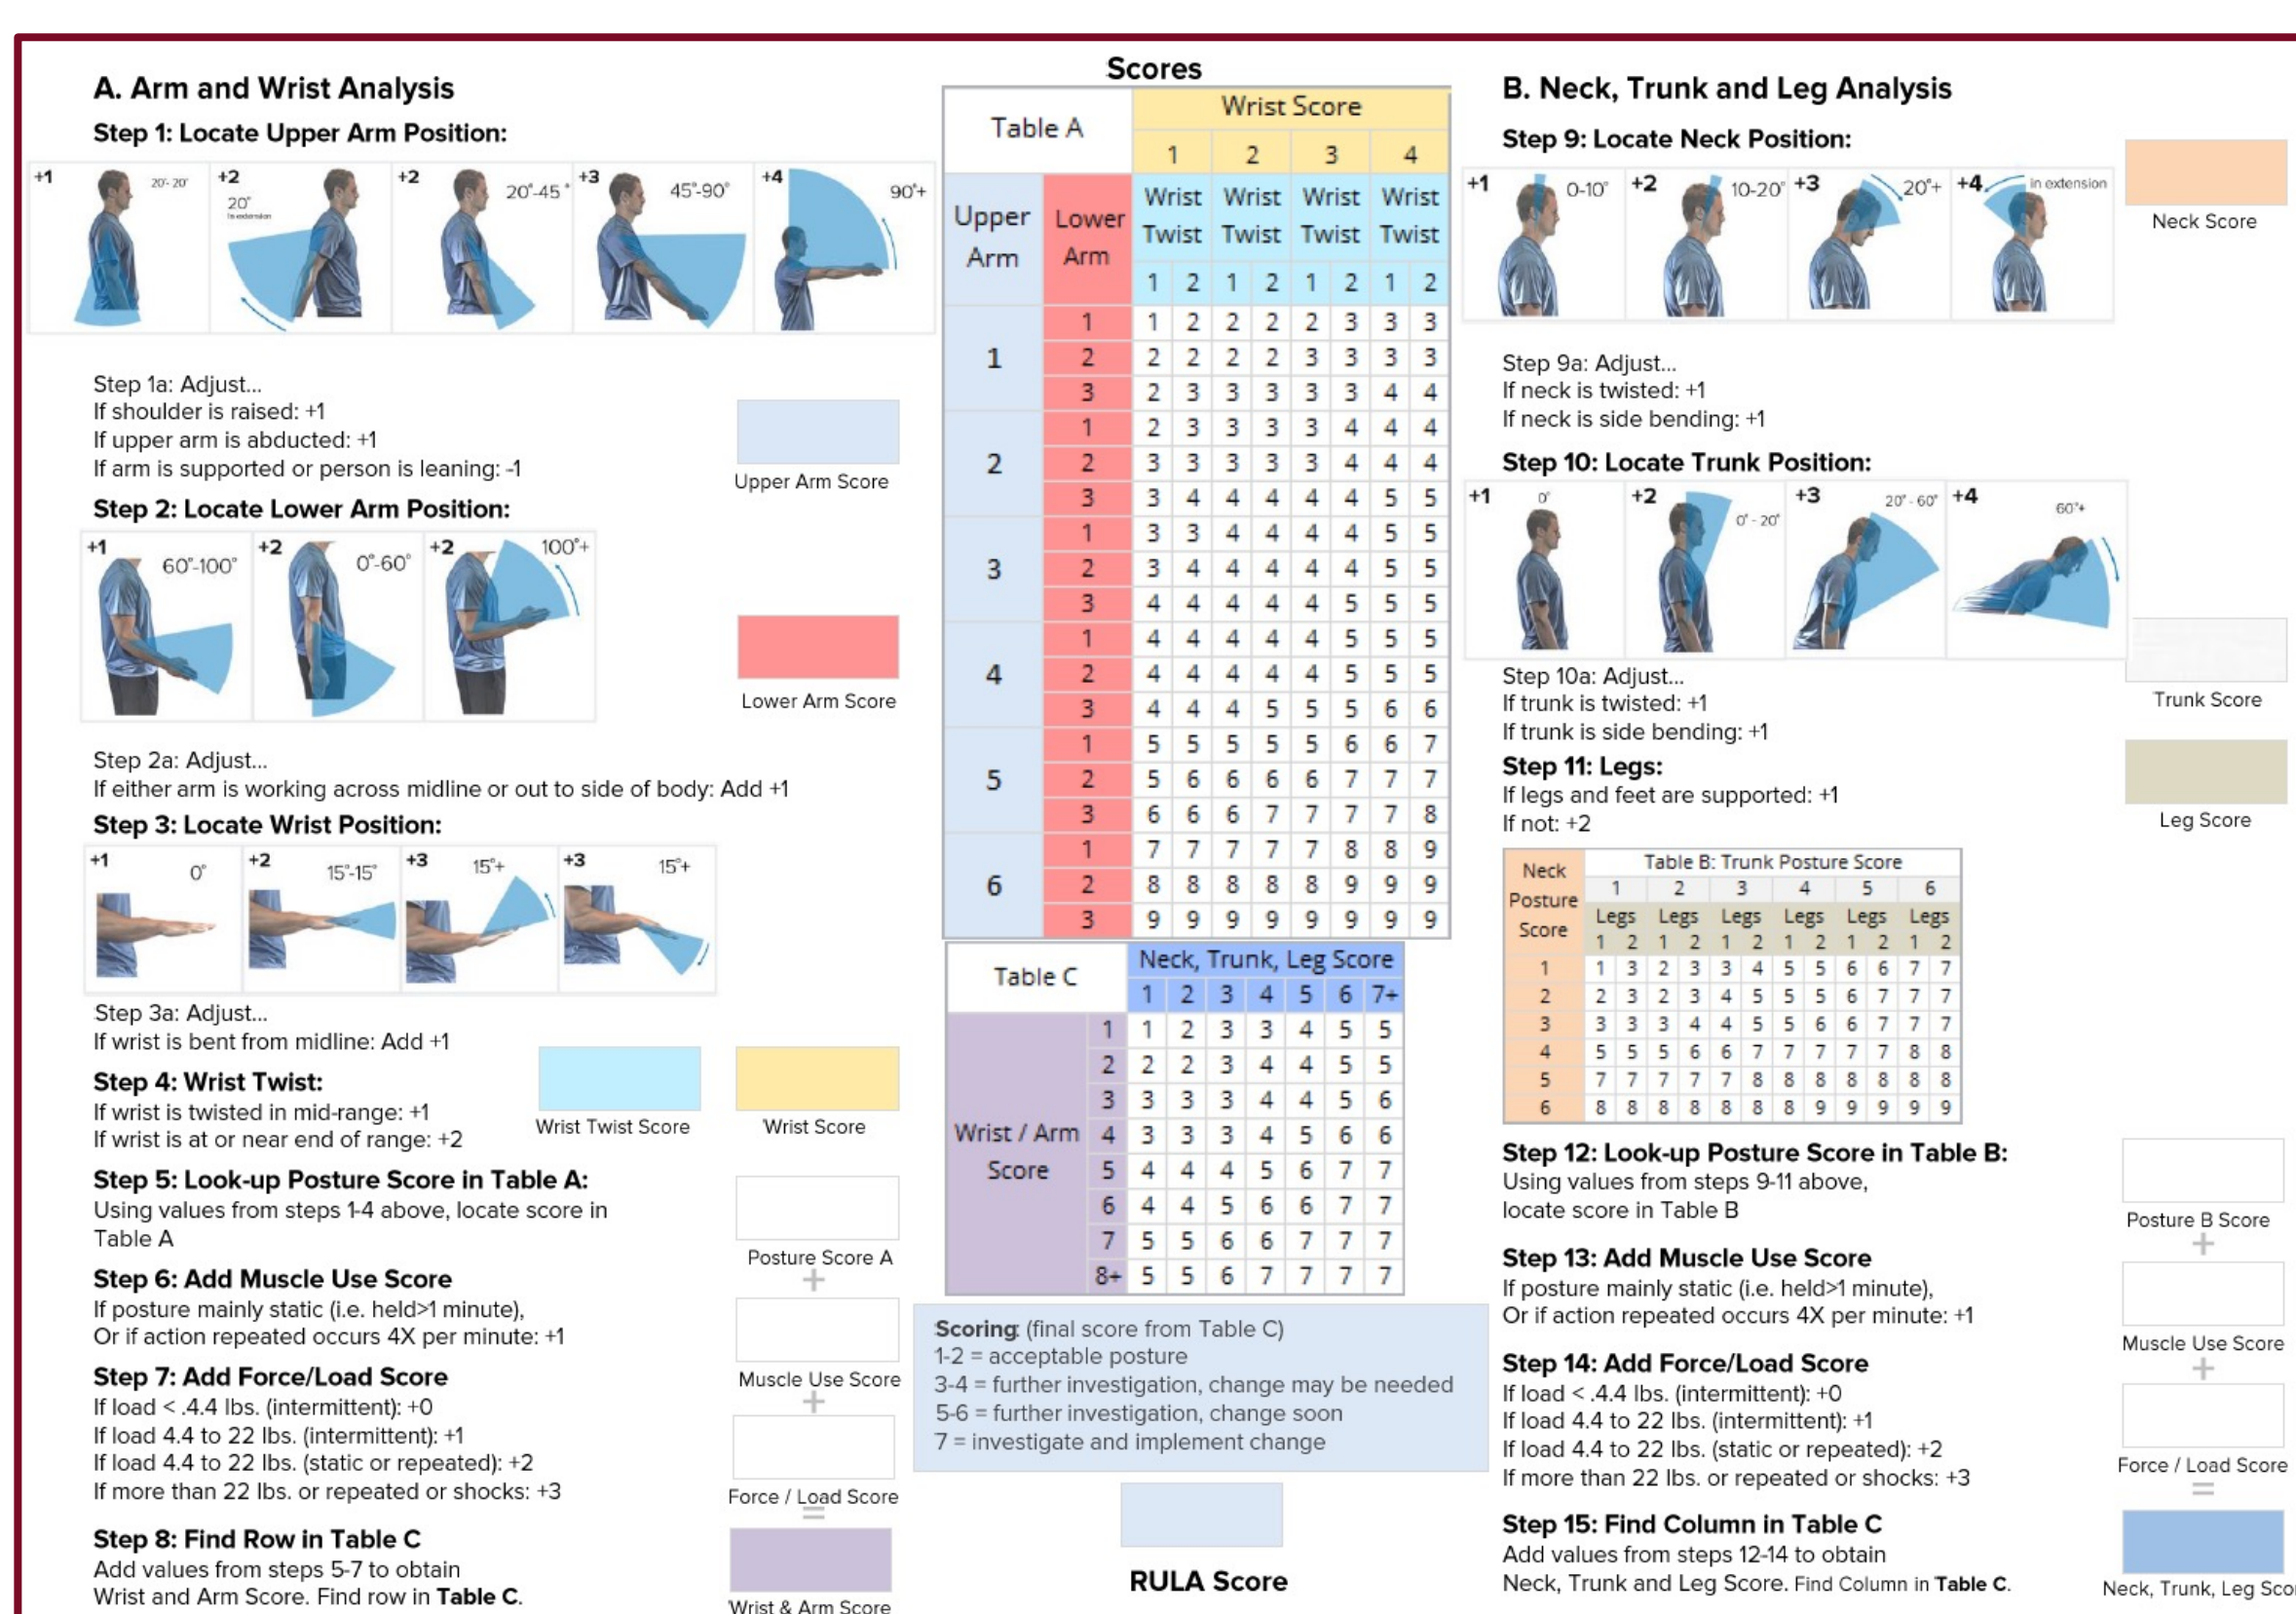 A. Arm and Wrist Analysis
Step 1: Locate Upper Arm Position:
+1 20°- 20°
+2 20° In extension
+2 20°-45°
+3 45°-90°
+4 90°+
Step 1a: Adjust...
If shoulder is raised: +1
If upper arm is abducted: +1
If arm is supported or person is leaning: -1
Upper Arm Score
Step 2: Locate Lower Arm Position:
+1 60°-100°
+2 0°-60°
+2 100°+
Lower Arm Score
Step 2a: Adjust...
If either arm is working across midline or out to side of body: Add +1
Step 3: Locate Wrist Position:
+1 0°
+2 15°-15°
+3 15°+
+3 15°+
Step 3a: Adjust...
If wrist is bent from midline: Add +1
Step 4: Wrist Twist:
If wrist is twisted in mid-range: +1
If wrist is at or near end of range: +2
Wrist Twist Score
Wrist Score
Step 5: Look-up Posture Score in Table A:
Using values from steps 1-4 above, locate score in
Table A
Posture Score A
+
Step 6: Add Muscle Use Score
If posture mainly static (i.e. held>1 minute),
Or if action repeated occurs 4X per minute: +1
Muscle Use Score
+
Step 7: Add Force/Load Score
If load < .4.4 lbs. (intermittent): +0
If load 4.4 to 22 lbs. (intermittent): +1
If load 4.4 to 22 lbs. (static or repeated): +2
If more than 22 lbs. or repeated or shocks: +3
Force / Load Score
=
Step 8: Find Row in Table C
Add values from steps 5-7 to obtain
Wrist and Arm Score. Find row in Table C.
Wrist & Arm Score
Scores
Table A Wrist Score
1 2 3 4
Upper Arm Lower Arm Wrist Twist Wrist Twist Wrist Twist Wrist Twist
1 2 1 2 1 2 1 2
1 1 1 2 2 2 2 3 3 3
2 2 2 2 2 3 3 3 3
3 2 3 3 3 3 3 4 4
2 1 2 3 3 3 3 4 4 4
2 3 3 3 3 3 4 4 4
3 3 4 4 4 4 4 5 5
3 1 3 3 4 4 4 4 5 5
2 3 4 4 4 4 4 5 5
3 4 4 4 4 4 5 5 5
4 1 4 4 4 4 4 5 5 5
2 4 4 4 4 4 5 5 5
3 4 4 4 5 5 5 6 6
5 1 5 5 5 5 5 6 6 7
2 5 6 6 6 6 7 7 7
3 6 6 6 7 7 7 7 8
6 1 7 7 7 7 7 8 8 9
2 8 8 8 8 8 9 9 9
3 9 9 9 9 9 9 9 9
Table C Neck, Trunk, Leg Score
1 2 3 4 5 6 7+
Wrist / Arm Score
1 1 2 3 3 4 5 5
2 2 2 3 4 4 5 5
3 3 3 3 4 4 5 6
4 3 3 3 4 5 6 6
5 4 4 4 5 6 7 7
6 4 4 5 6 6 7 7
7 5 5 6 6 7 7 7
8+ 5 5 6 7 7 7 7
Scoring: (final score from Table C)
1-2 = acceptable posture
3-4 = further investigation, change may be needed
5-6 = further investigation, change soon
7 = investigate and implement change
RULA Score
B. Neck, Trunk and Leg Analysis
Step 9: Locate Neck Position:
+1 0-10°
+2 10-20°
+3 20°+
+4 in extension
Neck Score
Step 9a: Adjust...
If neck is twisted: +1
If neck is side bending: +1
Step 10: Locate Trunk Position:
+1 0°
+2 0° - 20°
+3 20° - 60°
+4 60°+
Step 10a: Adjust...
If trunk is twisted: +1
If trunk is side bending: +1
Trunk Score
Step 11: Legs:
If legs and feet are supported: +1
If not: +2
Leg Score
Neck Posture Score Table B: Trunk Posture Score
1 2 3 4 5 6
Legs Legs Legs Legs Legs Legs
1 2 1 2 1 2 1 2 1 2 1 2
1 1 3 2 3 3 4 5 5 6 6 7 7
2 2 3 2 3 4 5 5 5 6 7 7 7
3 3 3 3 4 4 5 5 6 6 7 7 7
4 5 5 5 6 6 7 7 7 7 7 8 8
5 7 7 7 7 7 8 8 8 8 8 8 8
6 8 8 8 8 8 8 8 9 9 9 9 9
Step 12: Look-up Posture Score in Table B:
Using values from steps 9-11 above,
locate score in Table B
Posture B Score
+
Step 13: Add Muscle Use Score
If posture mainly static (i.e. held>1 minute),
Or if action repeated occurs 4X per minute: +1
Muscle Use Score
+
Step 14: Add Force/Load Score
If load < .4.4 lbs. (intermittent): +0
If load 4.4 to 22 lbs. (intermittent): +1
If load 4.4 to 22 lbs. (static or repeated): +2
If more than 22 lbs. or repeated or shocks: +3
Force / Load Score
=
Step 15: Find Column in Table C
Add values from steps 12-14 to obtain
Neck, Trunk and Leg Score. Find Column in Table C.
Neck, Trunk, Leg Sco